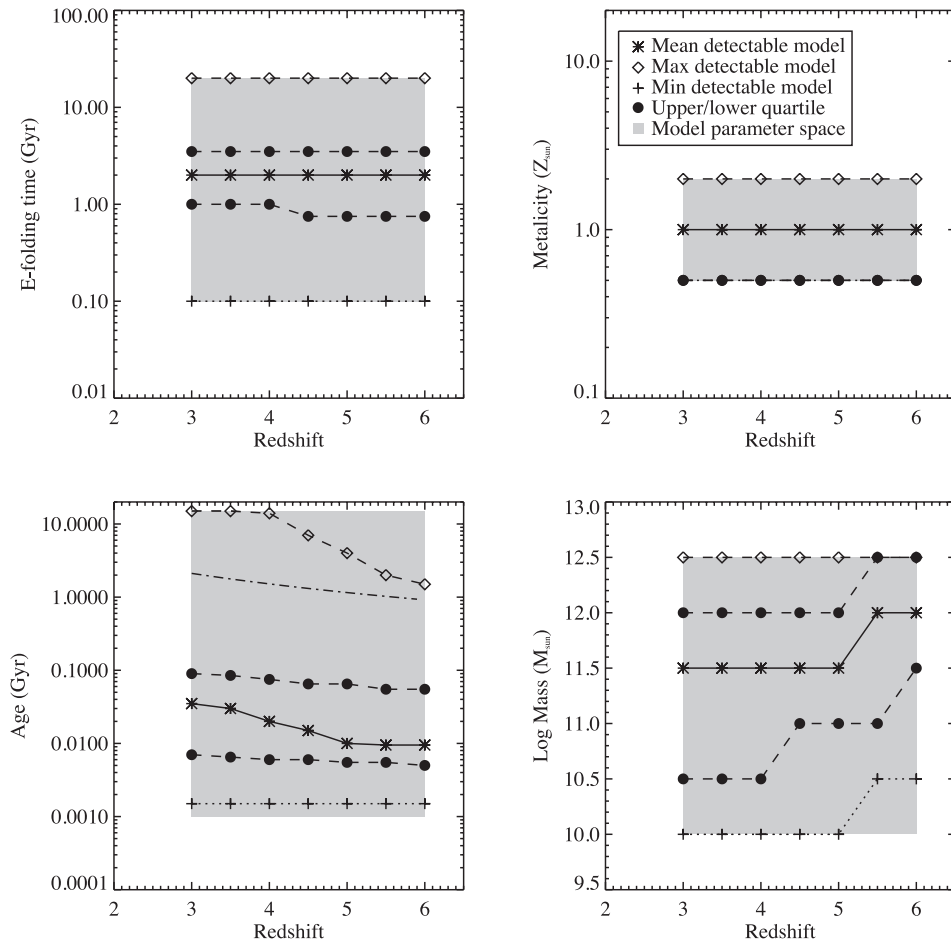 100.00
10.00
1.00
0.10
0.01
E-folding time (Gyr)
2 3 4 5 6
Redshift
10.0
1.0
0.1
Metalicity (Zsun)
Mean detectable model
Max detectable model
Min detectable model
Upper/lower quartile
Model parameter space
2 3 4 5 6
Redshift
10.0000
1.0000
0.1000
0.0100
0.0010
0.0001
Age (Gyr)
2 3 4 5 6
Redshift
13.0
12.5
12.0
11.5
11.0
10.5
10.0
9.5
Log Mass (Msun)
2 3 4 5 6
Redshift